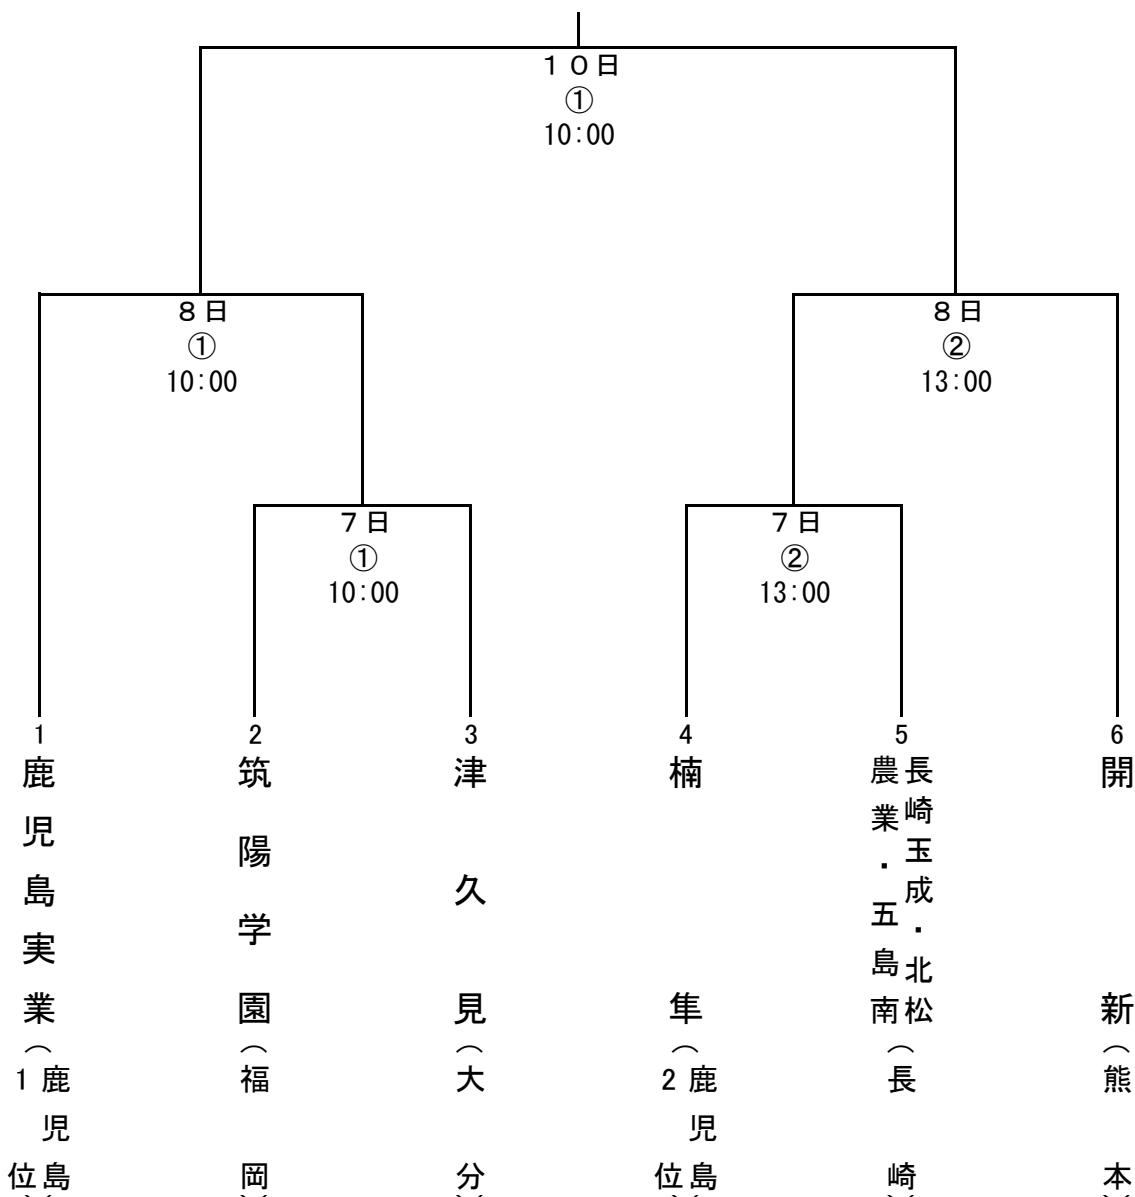 10日
①
10:00
8日
①
10:00
8日
②
13:00
7日
①
10:00
7日
②
13:00
1
鹿児島実業(鹿児島1位)
2
筑陽学園(福岡)
3
津久見(大分)
4
楠隼(鹿児島2位)
5
長崎玉成・北松
農業・五島南(長崎)
6
開新(熊本)